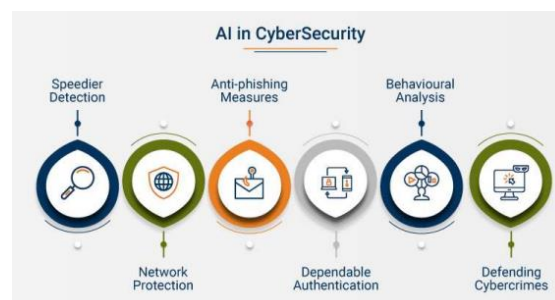 AI in CyberSecurity
Speedier
Detection
Anti-phishing
Measures
Behavioural
Analysis
Network
Protection
Dependable
Authentication
Defending
Cybercrimes